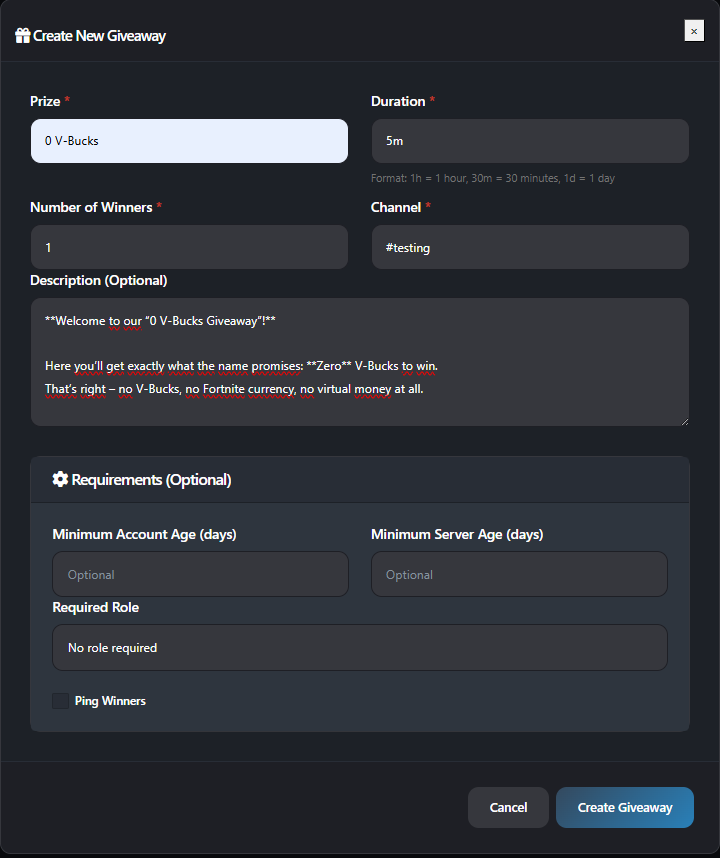 Create New Giveaway
×
Prize * Duration *
0 V-Bucks 5m
Format: 1h = 1 hour, 30m = 30 minutes, 1d = 1 day
Number of Winners * Channel *
1 #testing
Description (Optional)
**Welcome to our “0 V-Bucks Giveaway”!**
Here you’ll get exactly what the name promises: **Zero** V-Bucks to win.
That’s right – no V-Bucks, no Fortnite currency, no virtual money at all.
Requirements (Optional)
Minimum Account Age (days) Minimum Server Age (days)
Optional Optional
Required Role
No role required
Ping Winners
Cancel Create Giveaway